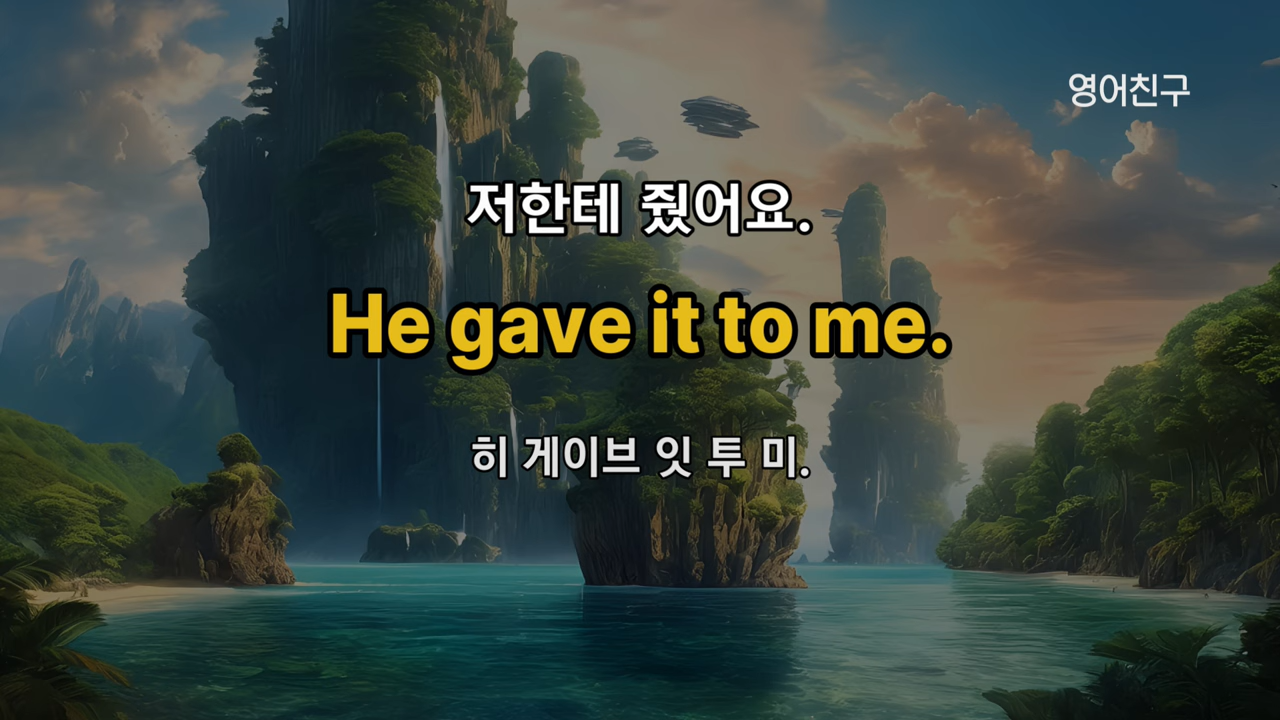 영어친구
저한테 줬어요.
He gave it to me.
히 게이브 잇 투 미.